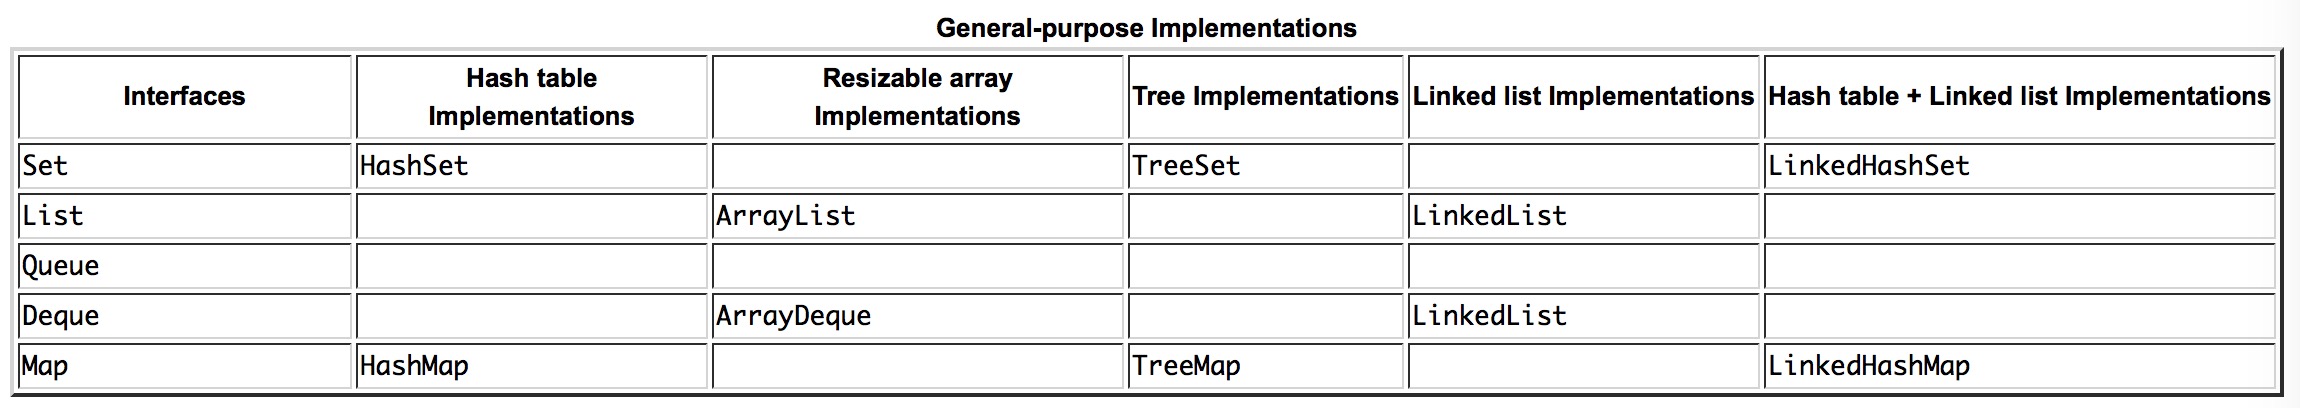 General-purpose Implementations
Interfaces
Hash table
Implementations
Resizable array
Implementations
Tree Implementations
Linked list Implementations
Hash table + Linked list Implementations
Set HashSet TreeSet LinkedHashSet
List ArrayList LinkedList
Queue
Deque ArrayDeque LinkedList
Map HashMap TreeMap LinkedHashMap